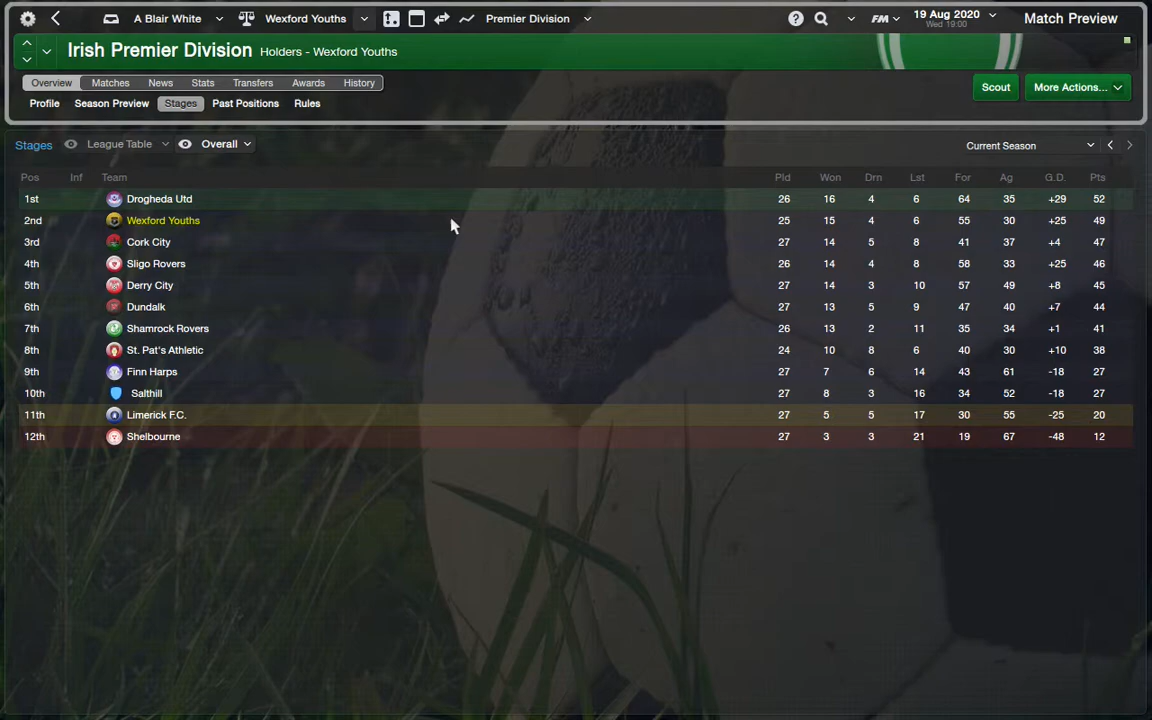 A Blair White Wexford Youths Premier Division ? FM 19 Aug 2020 Wed 19:00 Match Preview
Irish Premier Division Holders - Wexford Youths
Overview Matches News Stats Transfers Awards History Scout More Actions...
Profile Season Preview Stages Past Positions Rules
Stages League Table Overall Current Season
Pos Inf Team Pld Won Drn Lst For Ag G.D. Pts
1st Drogheda Utd 26 16 4 6 64 35 +29 52
2nd Wexford Youths 25 15 4 6 55 30 +25 49
3rd Cork City 27 14 5 8 41 37 +4 47
4th Sligo Rovers 26 14 4 8 58 33 +25 46
5th Derry City 27 14 3 10 57 49 +8 45
6th Dundalk 27 13 5 9 47 40 +7 44
7th Shamrock Rovers 26 13 2 11 35 34 +1 41
8th St. Pat's Athletic 24 10 8 6 40 30 +10 38
9th Finn Harps 27 7 6 14 43 61 -18 27
10th Salthill 27 8 3 16 34 52 -18 27
11th Limerick F.C. 27 5 5 17 30 55 -25 20
12th Shelbourne 27 3 3 21 19 67 -48 12